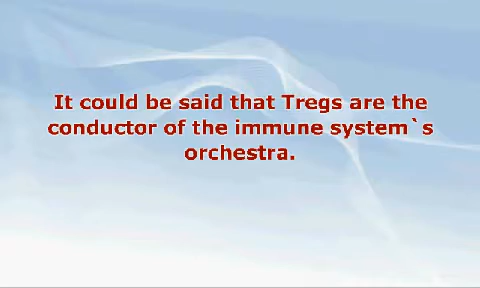 It could be said that Tregs are the
conductor of the immune system`s
orchestra.